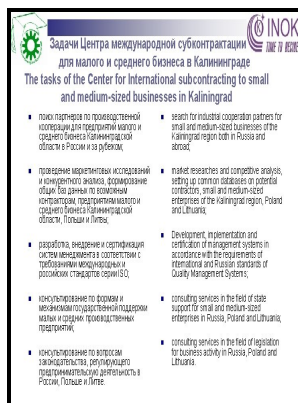 INOK
TIME TO DECIDE
Задачи Центра международной субконтрактации
для малого и среднего бизнеса в Калининграде
The tasks of the Center for International subcontracting to small
and medium-sized businesses in Kaliningrad
поиск партнеров по производственной
кооперации для предприятий малого и
среднего бизнеса Калининградской
области в России и за рубежом;
проведение маркетинговых исследований
и конкурентного анализа, формирование
общих баз данных по возможным
контракторам, предприятиям малого и
среднего бизнеса Калининградской
области, Польши и Литвы;
разработка, внедрение и сертификация
систем менеджмента в соответствии с
требованиями международных и
российских стандартов серии ISO;
консультирование по формам и
механизмам государственной поддержки
малых и средних производственных
предприятий;
консультирование по вопросам
законодательства, регулирующего
предпринимательскую деятельность в
России, Польше и Литве.
search for industrial cooperation partners for
small and medium-sized businesses of the
Kaliningrad region both in Russia and
abroad;
market researches and competitive analysis,
setting up common databases on potential
contractors, small and medium-sized
enterprises of the Kaliningrad region, Poland
and Lithuania;
Development, implementation and
certification of management systems in
accordance with the requirements of
international and Russian standards of
Quality Management Systems;
consulting services in the field of state
support for small and medium-sized
enterprises in Russia, Poland and Lithuania;
consulting services in the field of legislation
for business activity in Russia, Poland and
Lithuania.